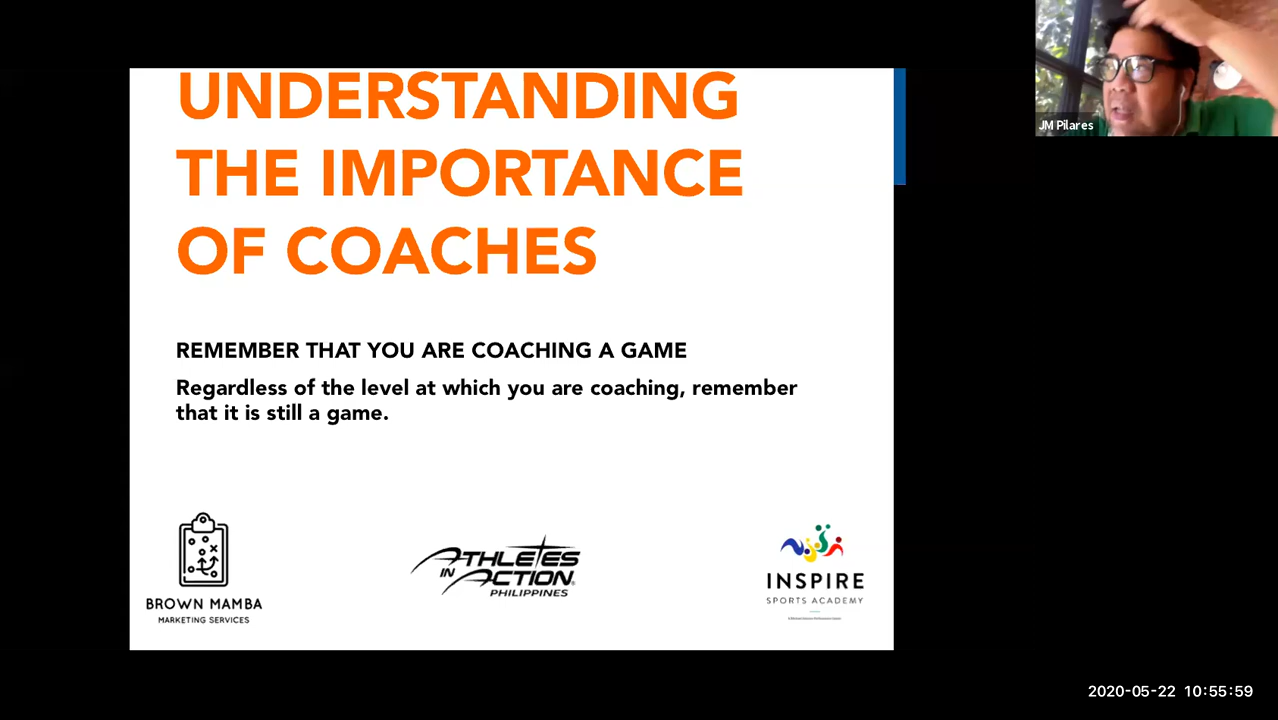 UNDERSTANDING
THE IMPORTANCE
OF COACHES
JM Pilares
REMEMBER THAT YOU ARE COACHING A GAME
Regardless of the level at which you are coaching, remember
that it is still a game.
BROWN MAMBA
MARKETING SERVICES
ATHLETES
IN ACTION
PHILIPPINES
INSPIRE
SPORTS ACADEMY
2020-05-22 10:55:59